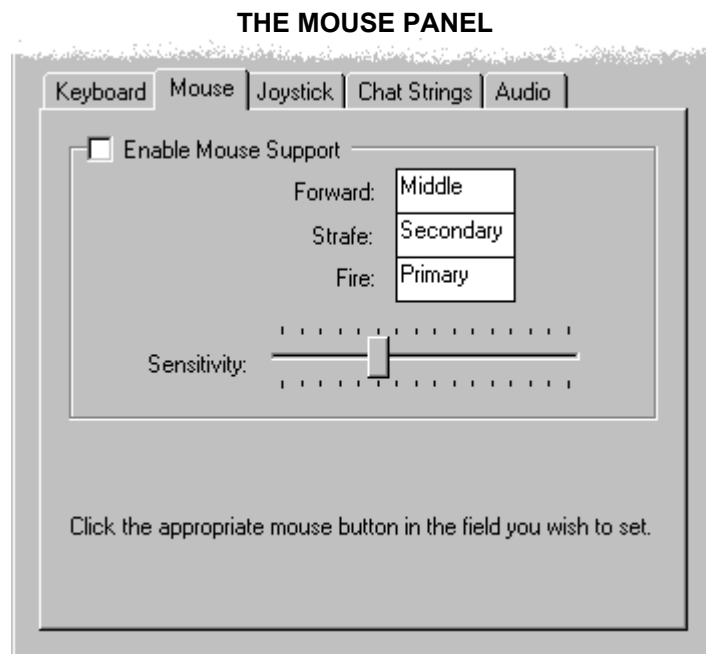 THE MOUSE PANEL
Keyboard Mouse Joystick Chat Strings Audio
Enable Mouse Support
Forward: Middle
Strafe: Secondary
Fire: Primary
Sensitivity:
Click the appropriate mouse button in the field you wish to set.